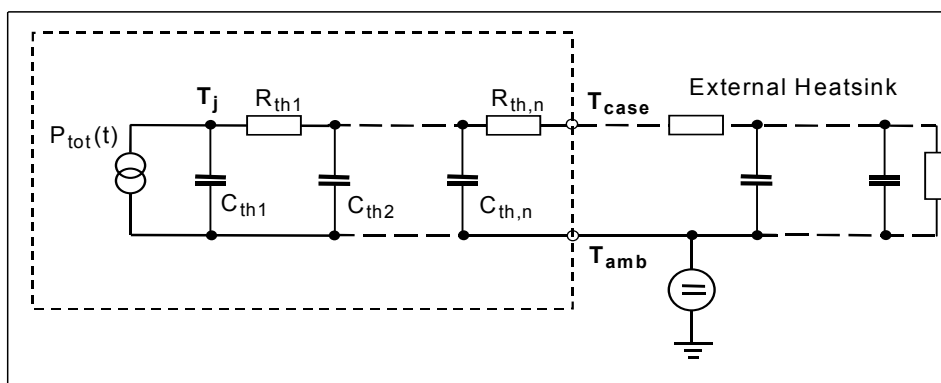 External Heatsink
T_j
R_th1
R_th,n
T_case
P_tot(t)
C_th1
C_th2
C_th,n
T_amb